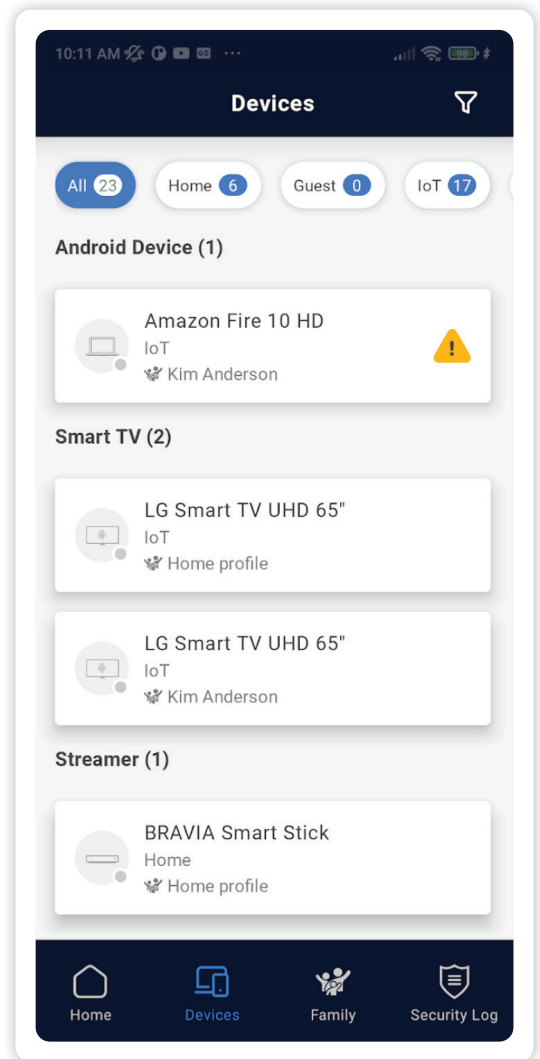 10:11 AM
98
Devices
All 23
Home 6
Guest 0
IoT 17
Android Device (1)
Amazon Fire 10 HD
IoT
Kim Anderson
Smart TV (2)
LG Smart TV UHD 65"
IoT
Home profile
LG Smart TV UHD 65"
IoT
Kim Anderson
Streamer (1)
BRAVIA Smart Stick
Home
Home profile
Home
Devices
Family
Security Log